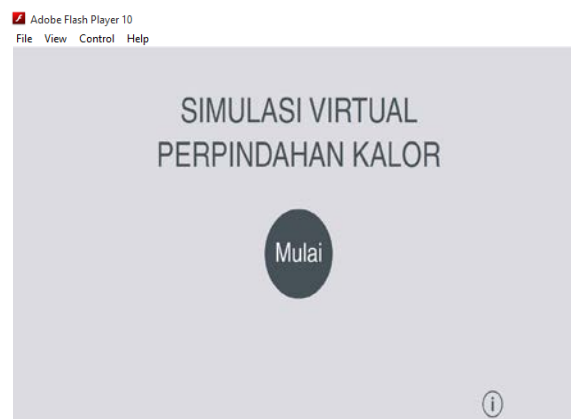 Adobe Flash Player 10
File View Control Help
SIMULASI VIRTUAL
PERPINDAHAN KALOR
Mulai
i